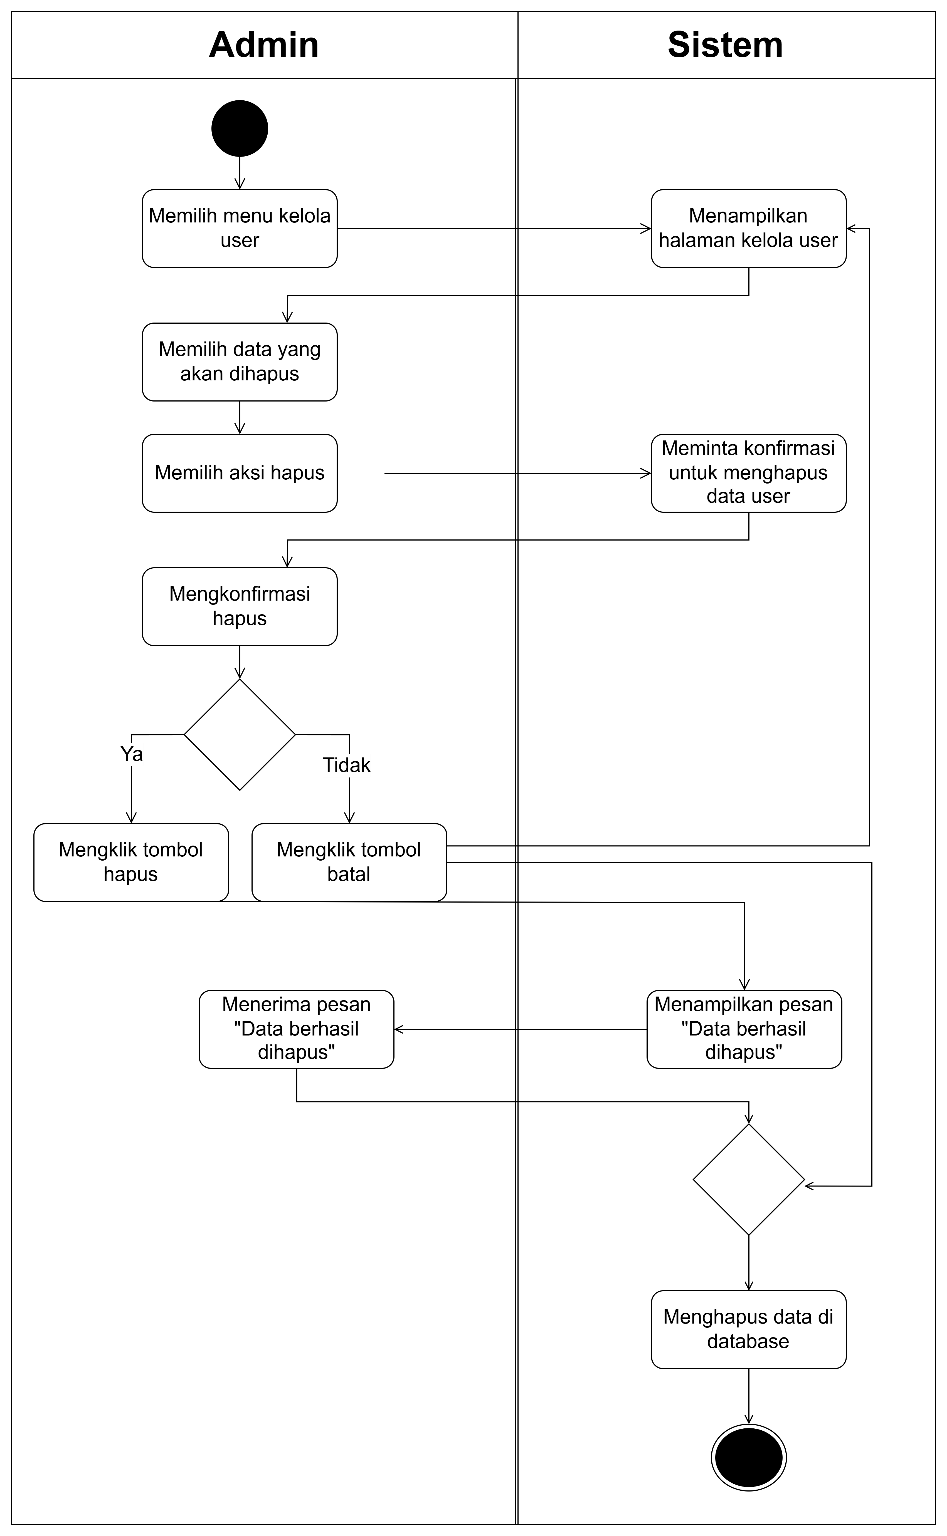 Admin
Sistem
Memilih menu kelola
user
Menampilkan
halaman kelola user
Memilih data yang
akan dihapus
Memilih aksi hapus
Meminta konfirmasi
untuk menghapus
data user
Mengkonfirmasi
hapus
Ya
Tidak
Mengklik tombol
hapus
Mengklik tombol
batal
Menerima pesan
"Data berhasil
dihapus"
Menampilkan pesan
"Data berhasil
dihapus"
Menghapus data di
database